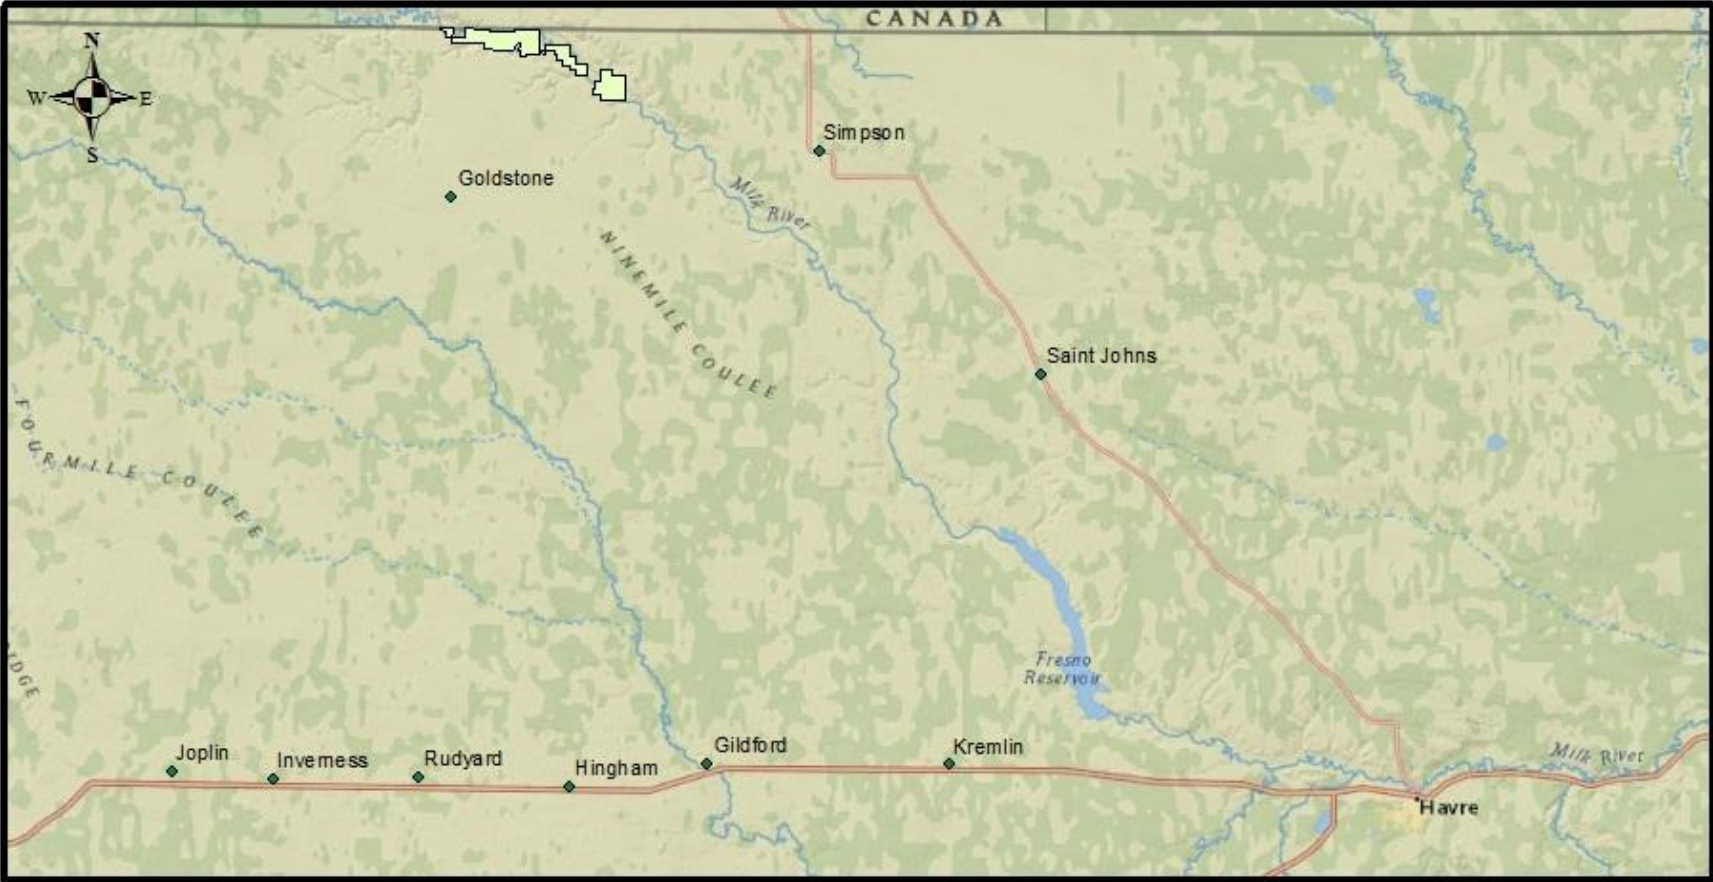 CANADA
N
W
E
S
Simpson
Goldstone
Milk River
NINEMILE COULEE
Saint Johns
FOURMILE COULEE
IDGE
Fresno
Reservoir
Joplin
Inverness
Rudyard
Hingham
Gildford
Kremlin
Milk River
Havre